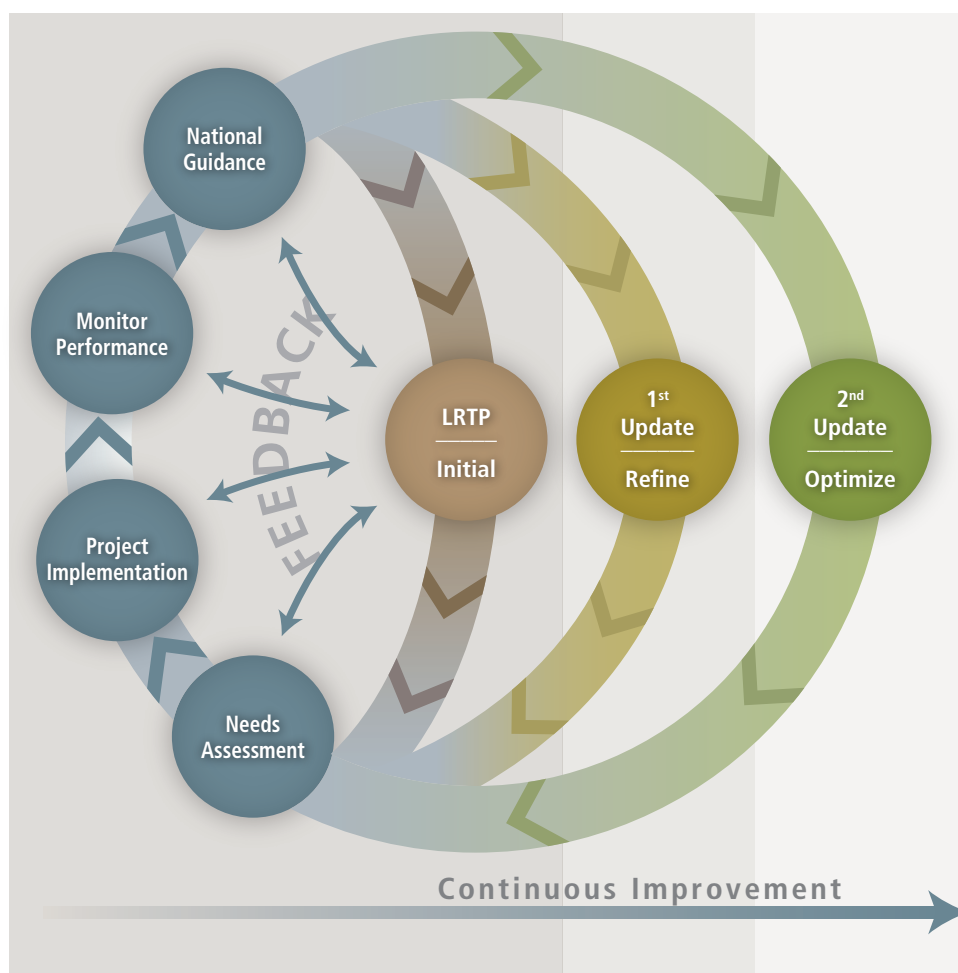 National
Guidance
Monitor
Performance
Project
Implementation
Needs
Assessment
FEEDBACK
LRTP
Initial
1st
Update
Refine
2nd
Update
Optimize
Continuous Improvement